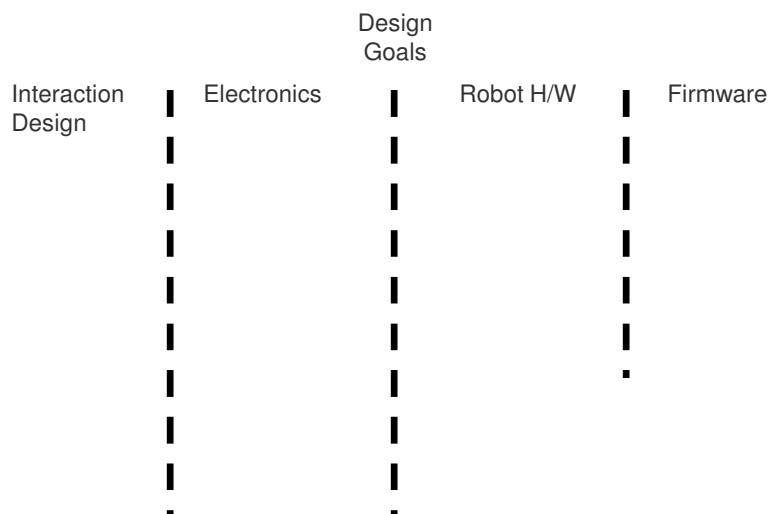 Design
Goals
Interaction
Design
Electronics
Robot H/W
Firmware